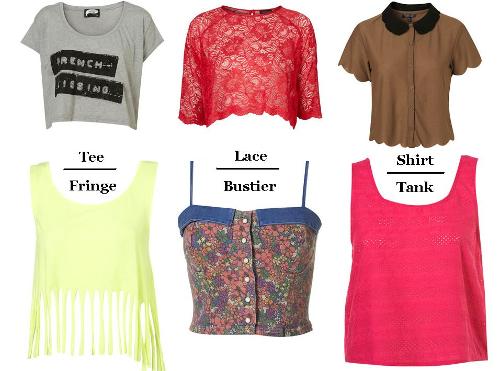 FRENCH
KISSING
Tee
Lace
Shirt
Fringe
Bustier
Tank